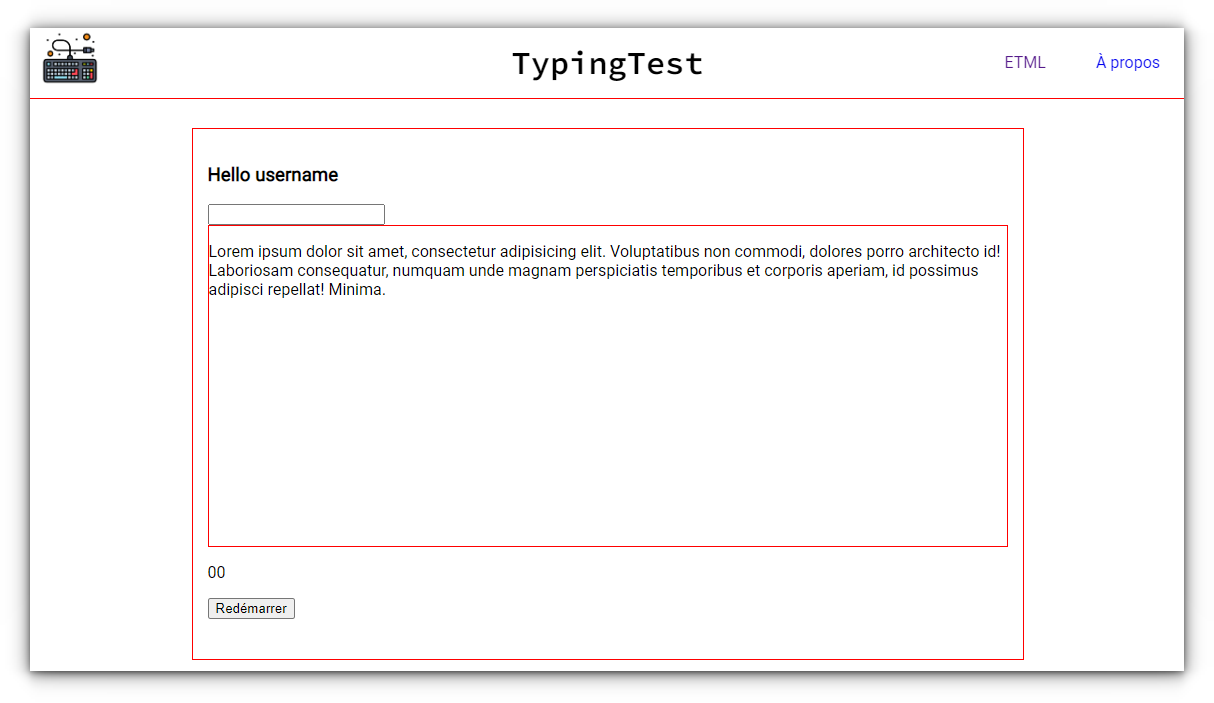 TypingTest
ETML
À propos
Hello username
Lorem ipsum dolor sit amet, consectetur adipisicing elit. Voluptatibus non commodi, dolores porro architecto id!
Laboriosam consequatur, numquam unde magnam perspiciatis temporibus et corporis aperiam, id possimus
adipisci repellat! Minima.
00
Redémarrer